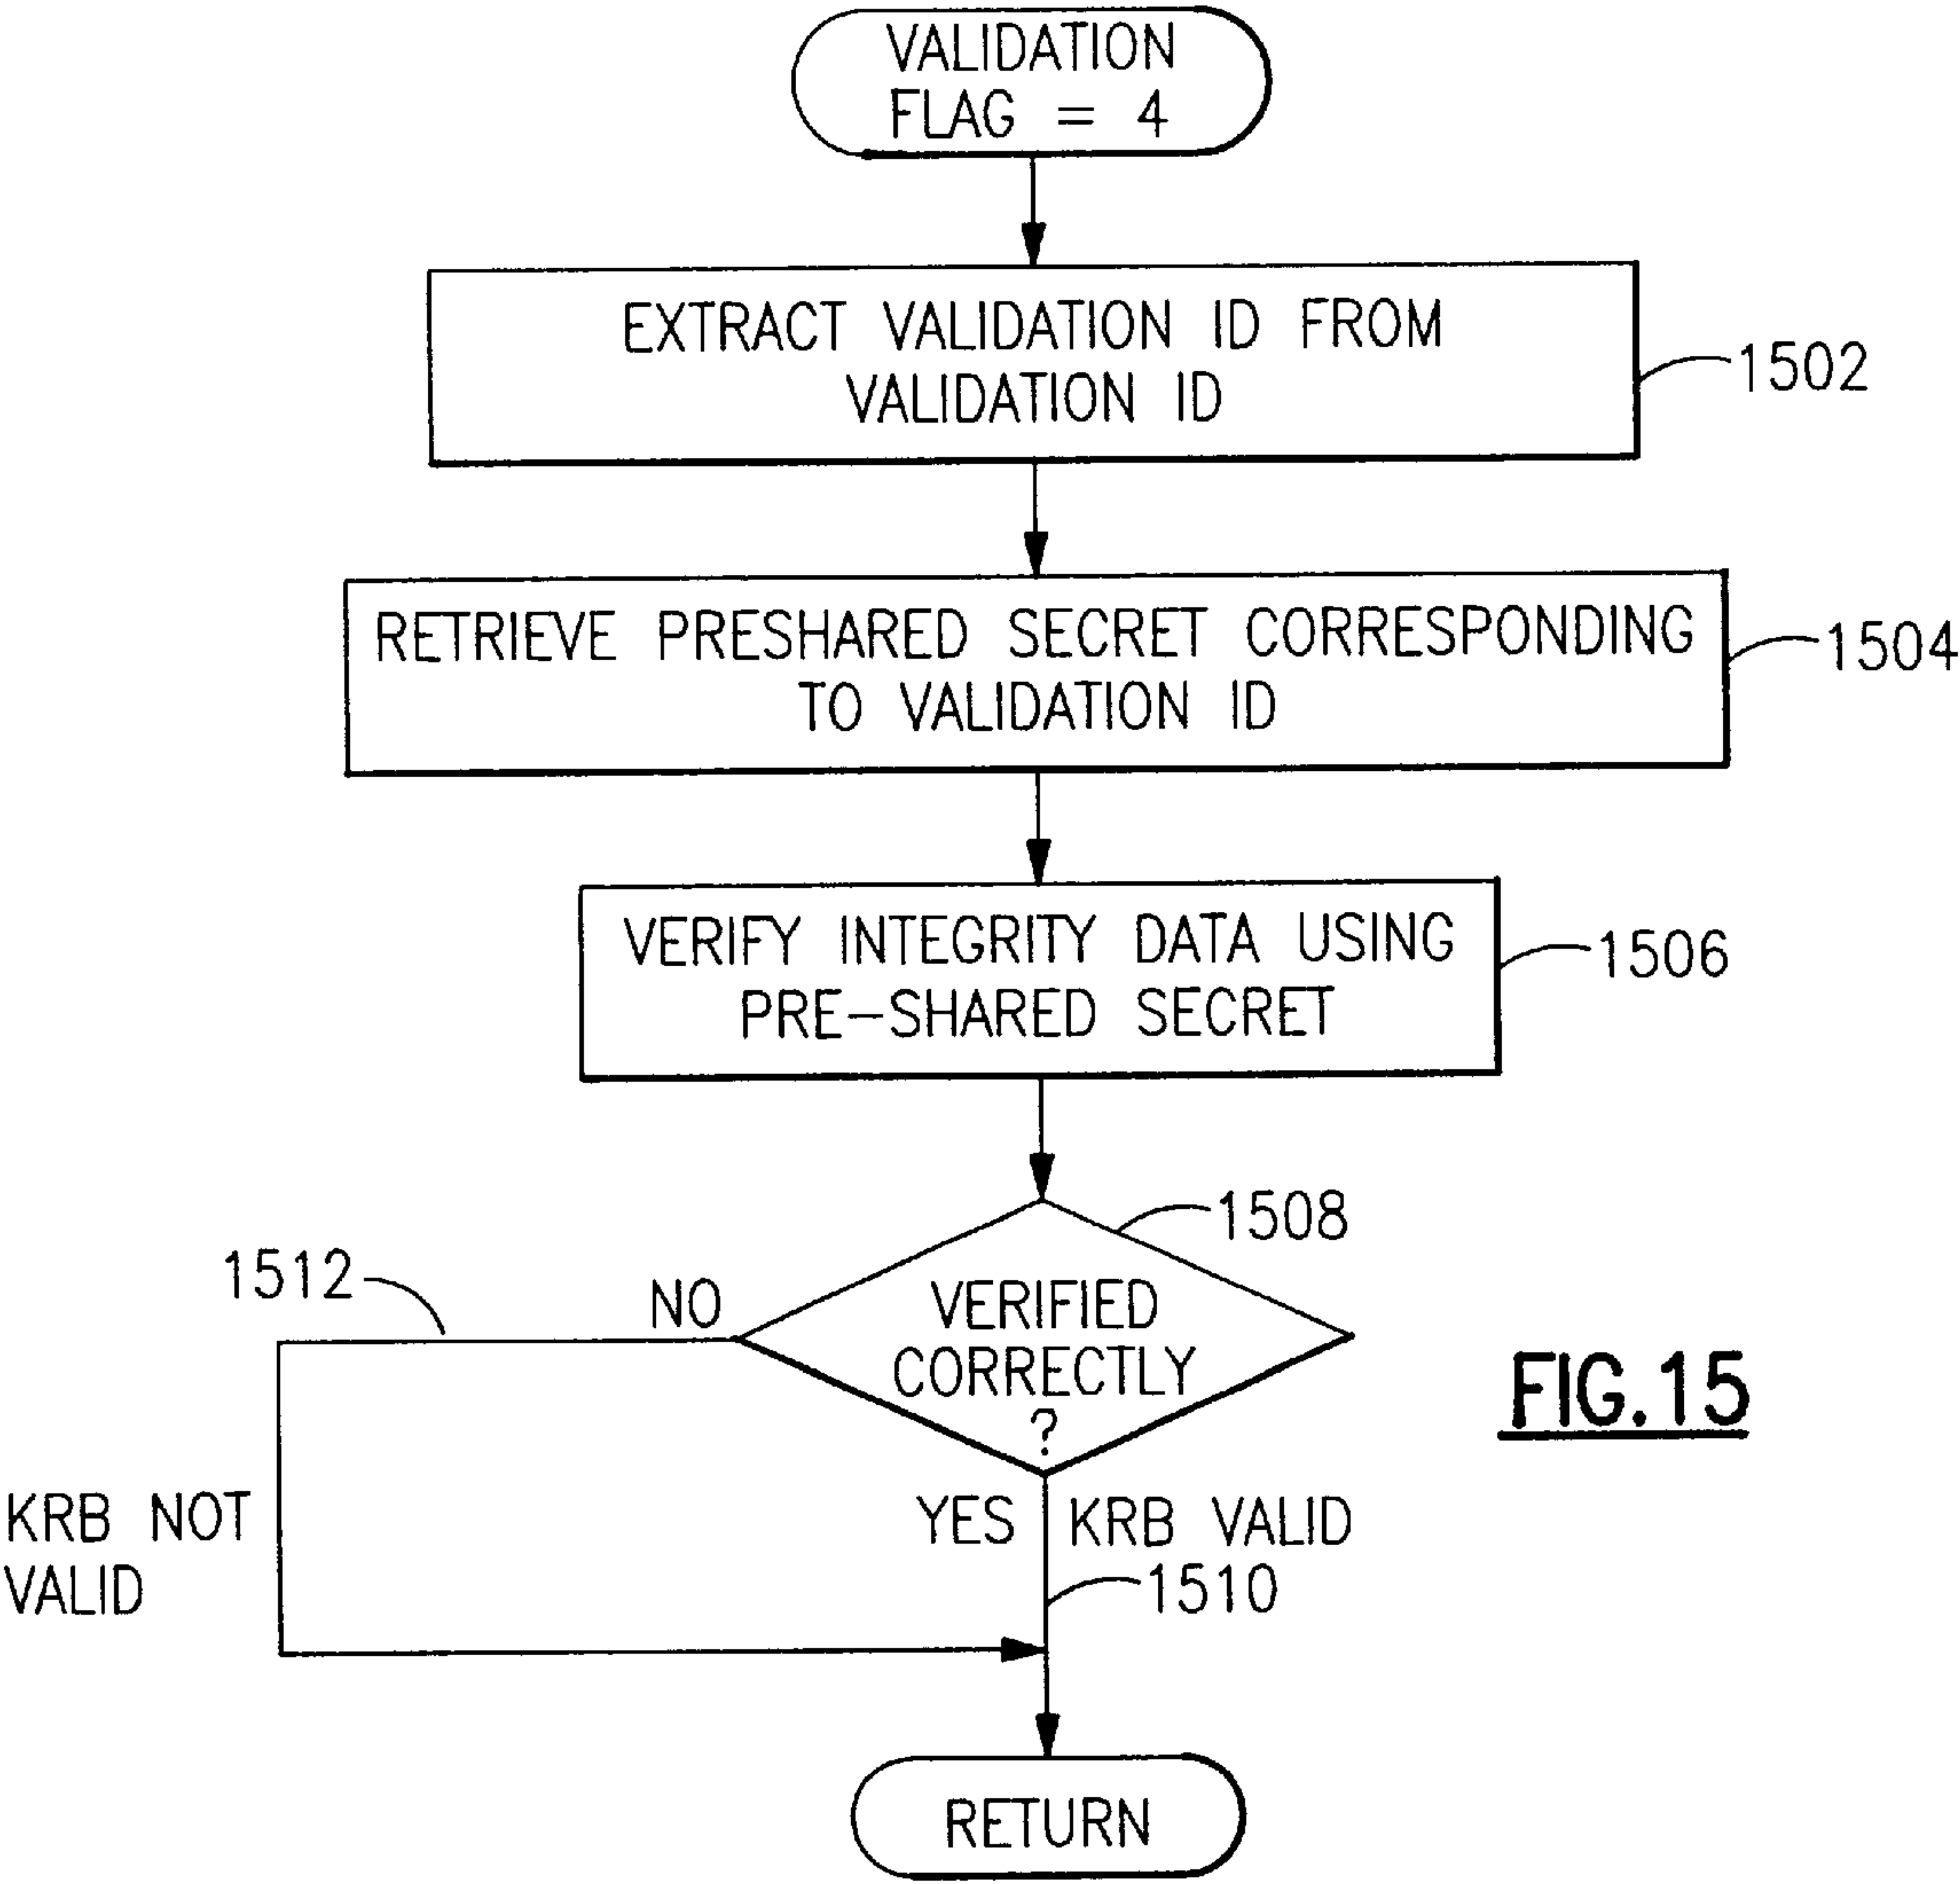 VALIDATION
FLAG = 4
EXTRACT VALIDATION ID FROM
VALIDATION ID
1502
RETRIEVE PRESHARED SECRET CORRESPONDING
TO VALIDATION ID
1504
VERIFY INTEGRITY DATA USING
PRE-SHARED SECRET
1506
1508
1512
NO
VERIFIED
CORRECTLY
?
FIG.15
KRB NOT
VALID
YES
KRB VALID
1510
RETURN